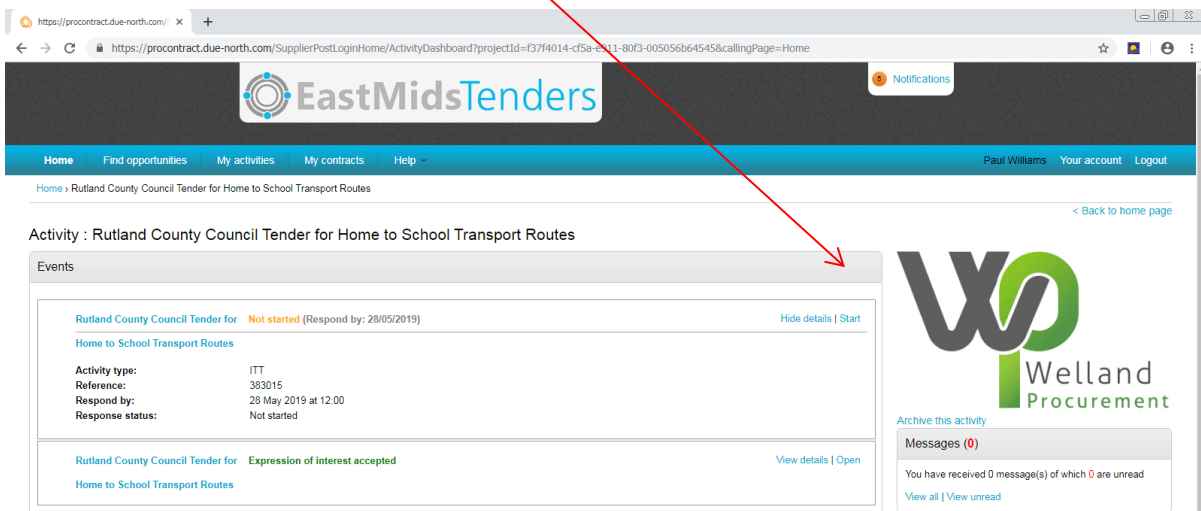 https://procontract.due-north.com/S × +
https://procontract.due-north.com/SupplierPostLoginHome/ActivityDashboard?projectId=f37f4014-cf5a-e911-80f3-005056b64545&callingPage=Home
EastMidsTenders
5 Notifications
Home Find opportunities My activities My contracts Help
Paul Williams Your account Logout
Home › Rutland County Council Tender for Home to School Transport Routes
< Back to home page
Activity : Rutland County Council Tender for Home to School Transport Routes
Events
Rutland County Council Tender for Not started (Respond by: 28/05/2019) Hide details | Start
Home to School Transport Routes
Activity type: ITT
Reference: 383015
Respond by: 28 May 2019 at 12:00
Response status: Not started
Rutland County Council Tender for Expression of interest accepted View details | Open
Home to School Transport Routes
Welland
Procurement
Archive this activity
Messages (0)
You have received 0 message(s) of which 0 are unread
View all | View unread